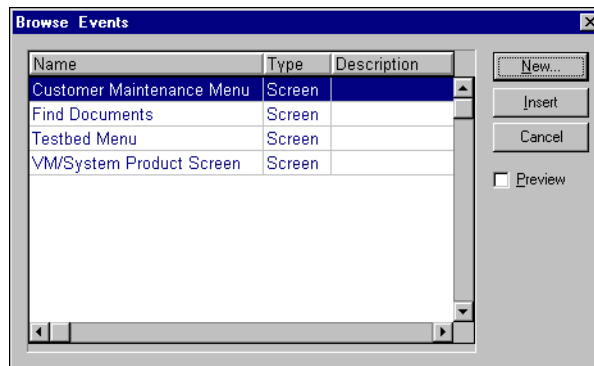 Browse Events
Name Type Description
Customer Maintenance Menu Screen
Find Documents Screen
Testbed Menu Screen
VM/System Product Screen Screen
New...
Insert
Cancel
Preview